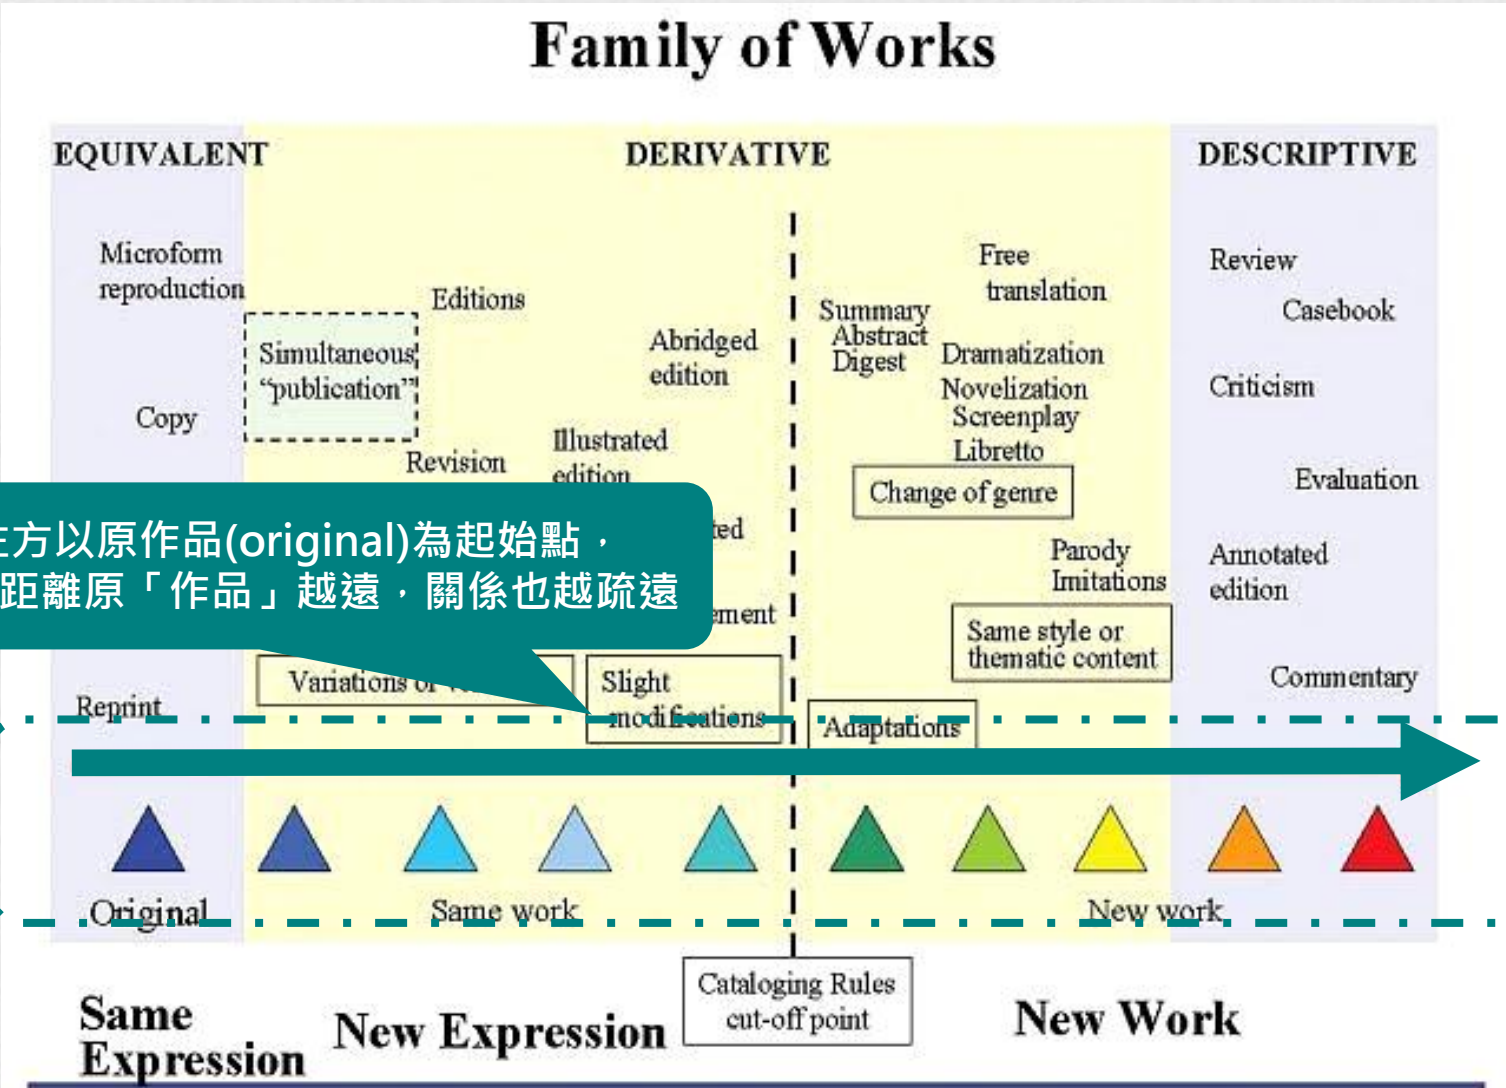 Family of Works
EQUIVALENT
DERIVATIVE
DESCRIPTIVE
Microform
reproduction
Copy
Reprint
Simultaneous
“publication”
Editions
Revision
Illustrated
edition
Abridged
edition
Variations or
Slight
modifications
Summary
Abstract
Digest
Free
translation
Dramatization
Novelization
Screenplay
Libretto
Change of genre
Parody
Imitations
Same style or
thematic content
Adaptations
Review
Casebook
Criticism
Evaluation
Annotated
edition
Commentary
方以原作品(original)為起始點，
距離原「作品」越遠，關係也越疏遠
Original
Same work
New work
Cataloging Rules
cut-off point
Same
Expression
New Expression
New Work